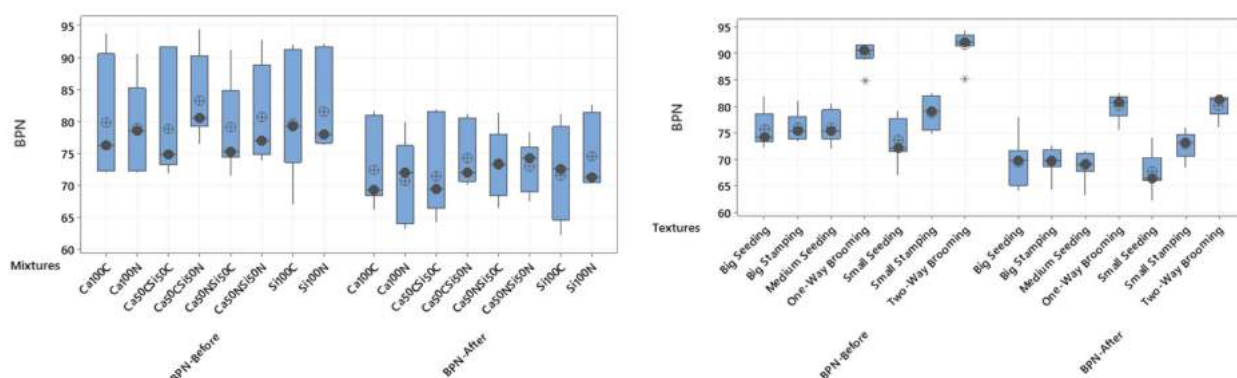 95
90
85
80
75
70
65
60
BPN
Mixtures
Ca100C
Ca100N
Ca50CSi50C
Ca50CSi50N
Ca50NSi50C
Ca50NSi50N
Si100C
Si100N
Ca100C
Ca100N
Ca50CSi50C
Ca50CSi50N
Ca50NSi50C
Ca50NSi50N
Si100C
Si100N
BPN-Before
BPN-After
95
90
85
80
75
70
65
60
BPN
Textures
Big Seeding
Big Stamping
Medium Seeding
One-Way Brooming
Small Seeding
Small Stamping
Two-Way Brooming
Big Seeding
Big Stamping
Medium Seeding
One-Way Brooming
Small Seeding
Small Stamping
Two-Way Brooming
BPN-Before
BPN-After